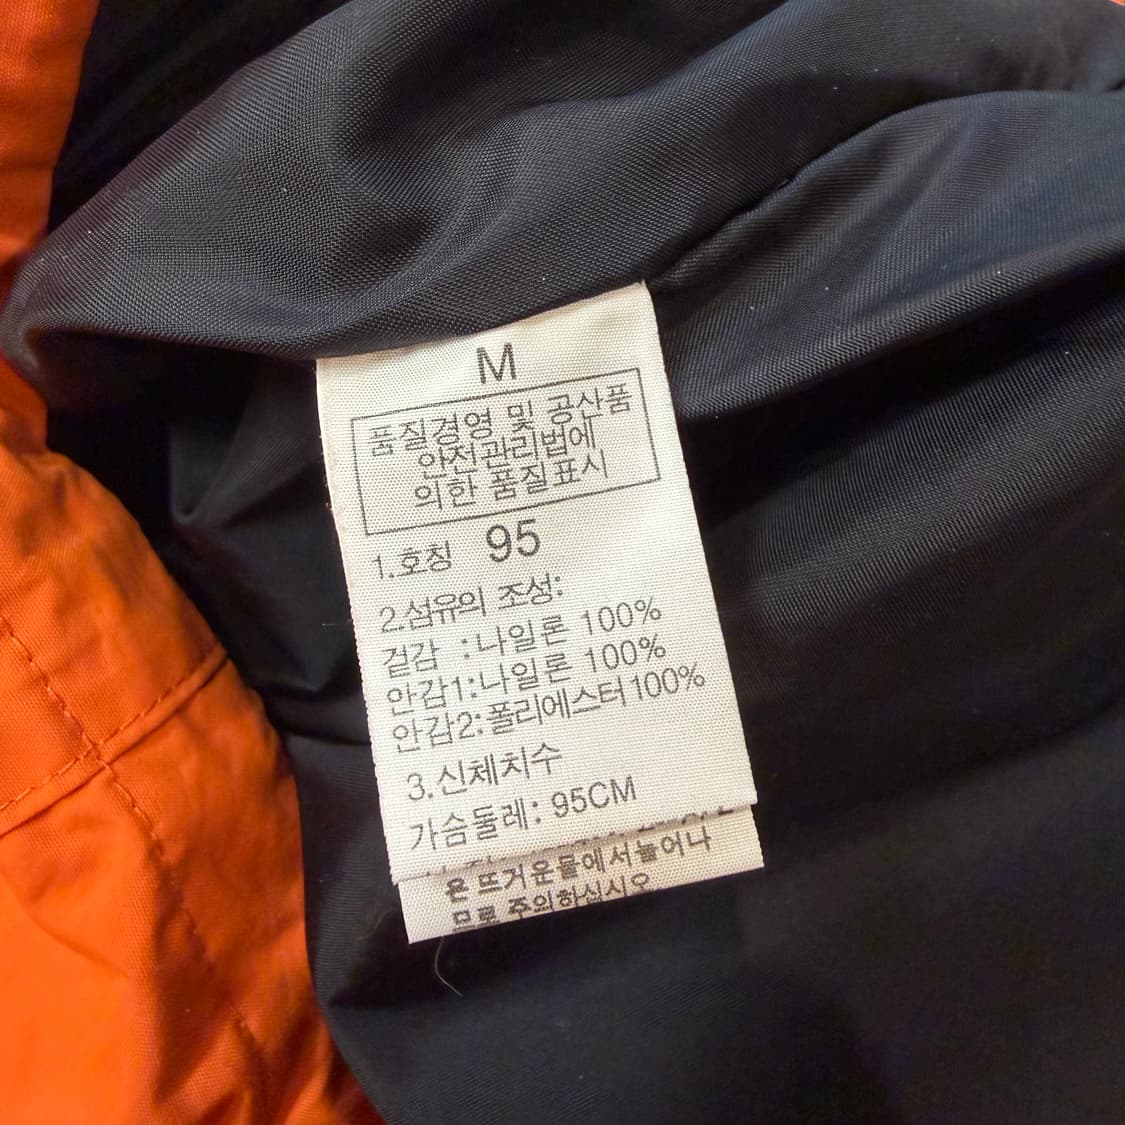 M
품질경영 및 공산품
안전관리법에
의한 품질표시
1.호칭 95
2.섬유의 조성:
겉감 :나일론 100%
안감1:나일론 100%
안감2:폴리에스터100%
3.신체치수
가슴둘레: 95CM
은 뜨거운물에서늘어나
므로 주의하십시오.